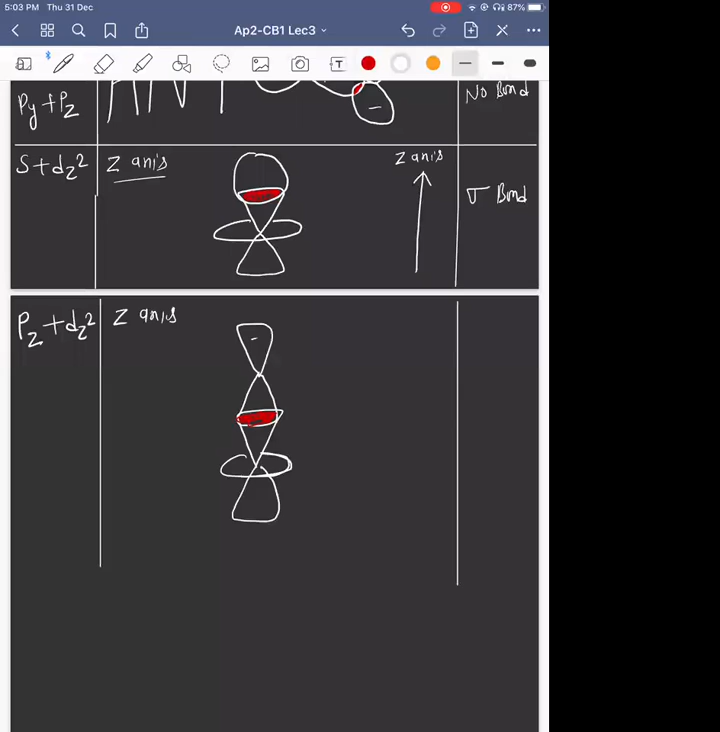 5:03 PM Thu 31 Dec
87%
Ap2-CB1 Lec3
T
Py + Pz
ANY
No Bond
−
S + dz²
Z axis
Z axis
σ Bond
Pz + dz²
Z axis
-